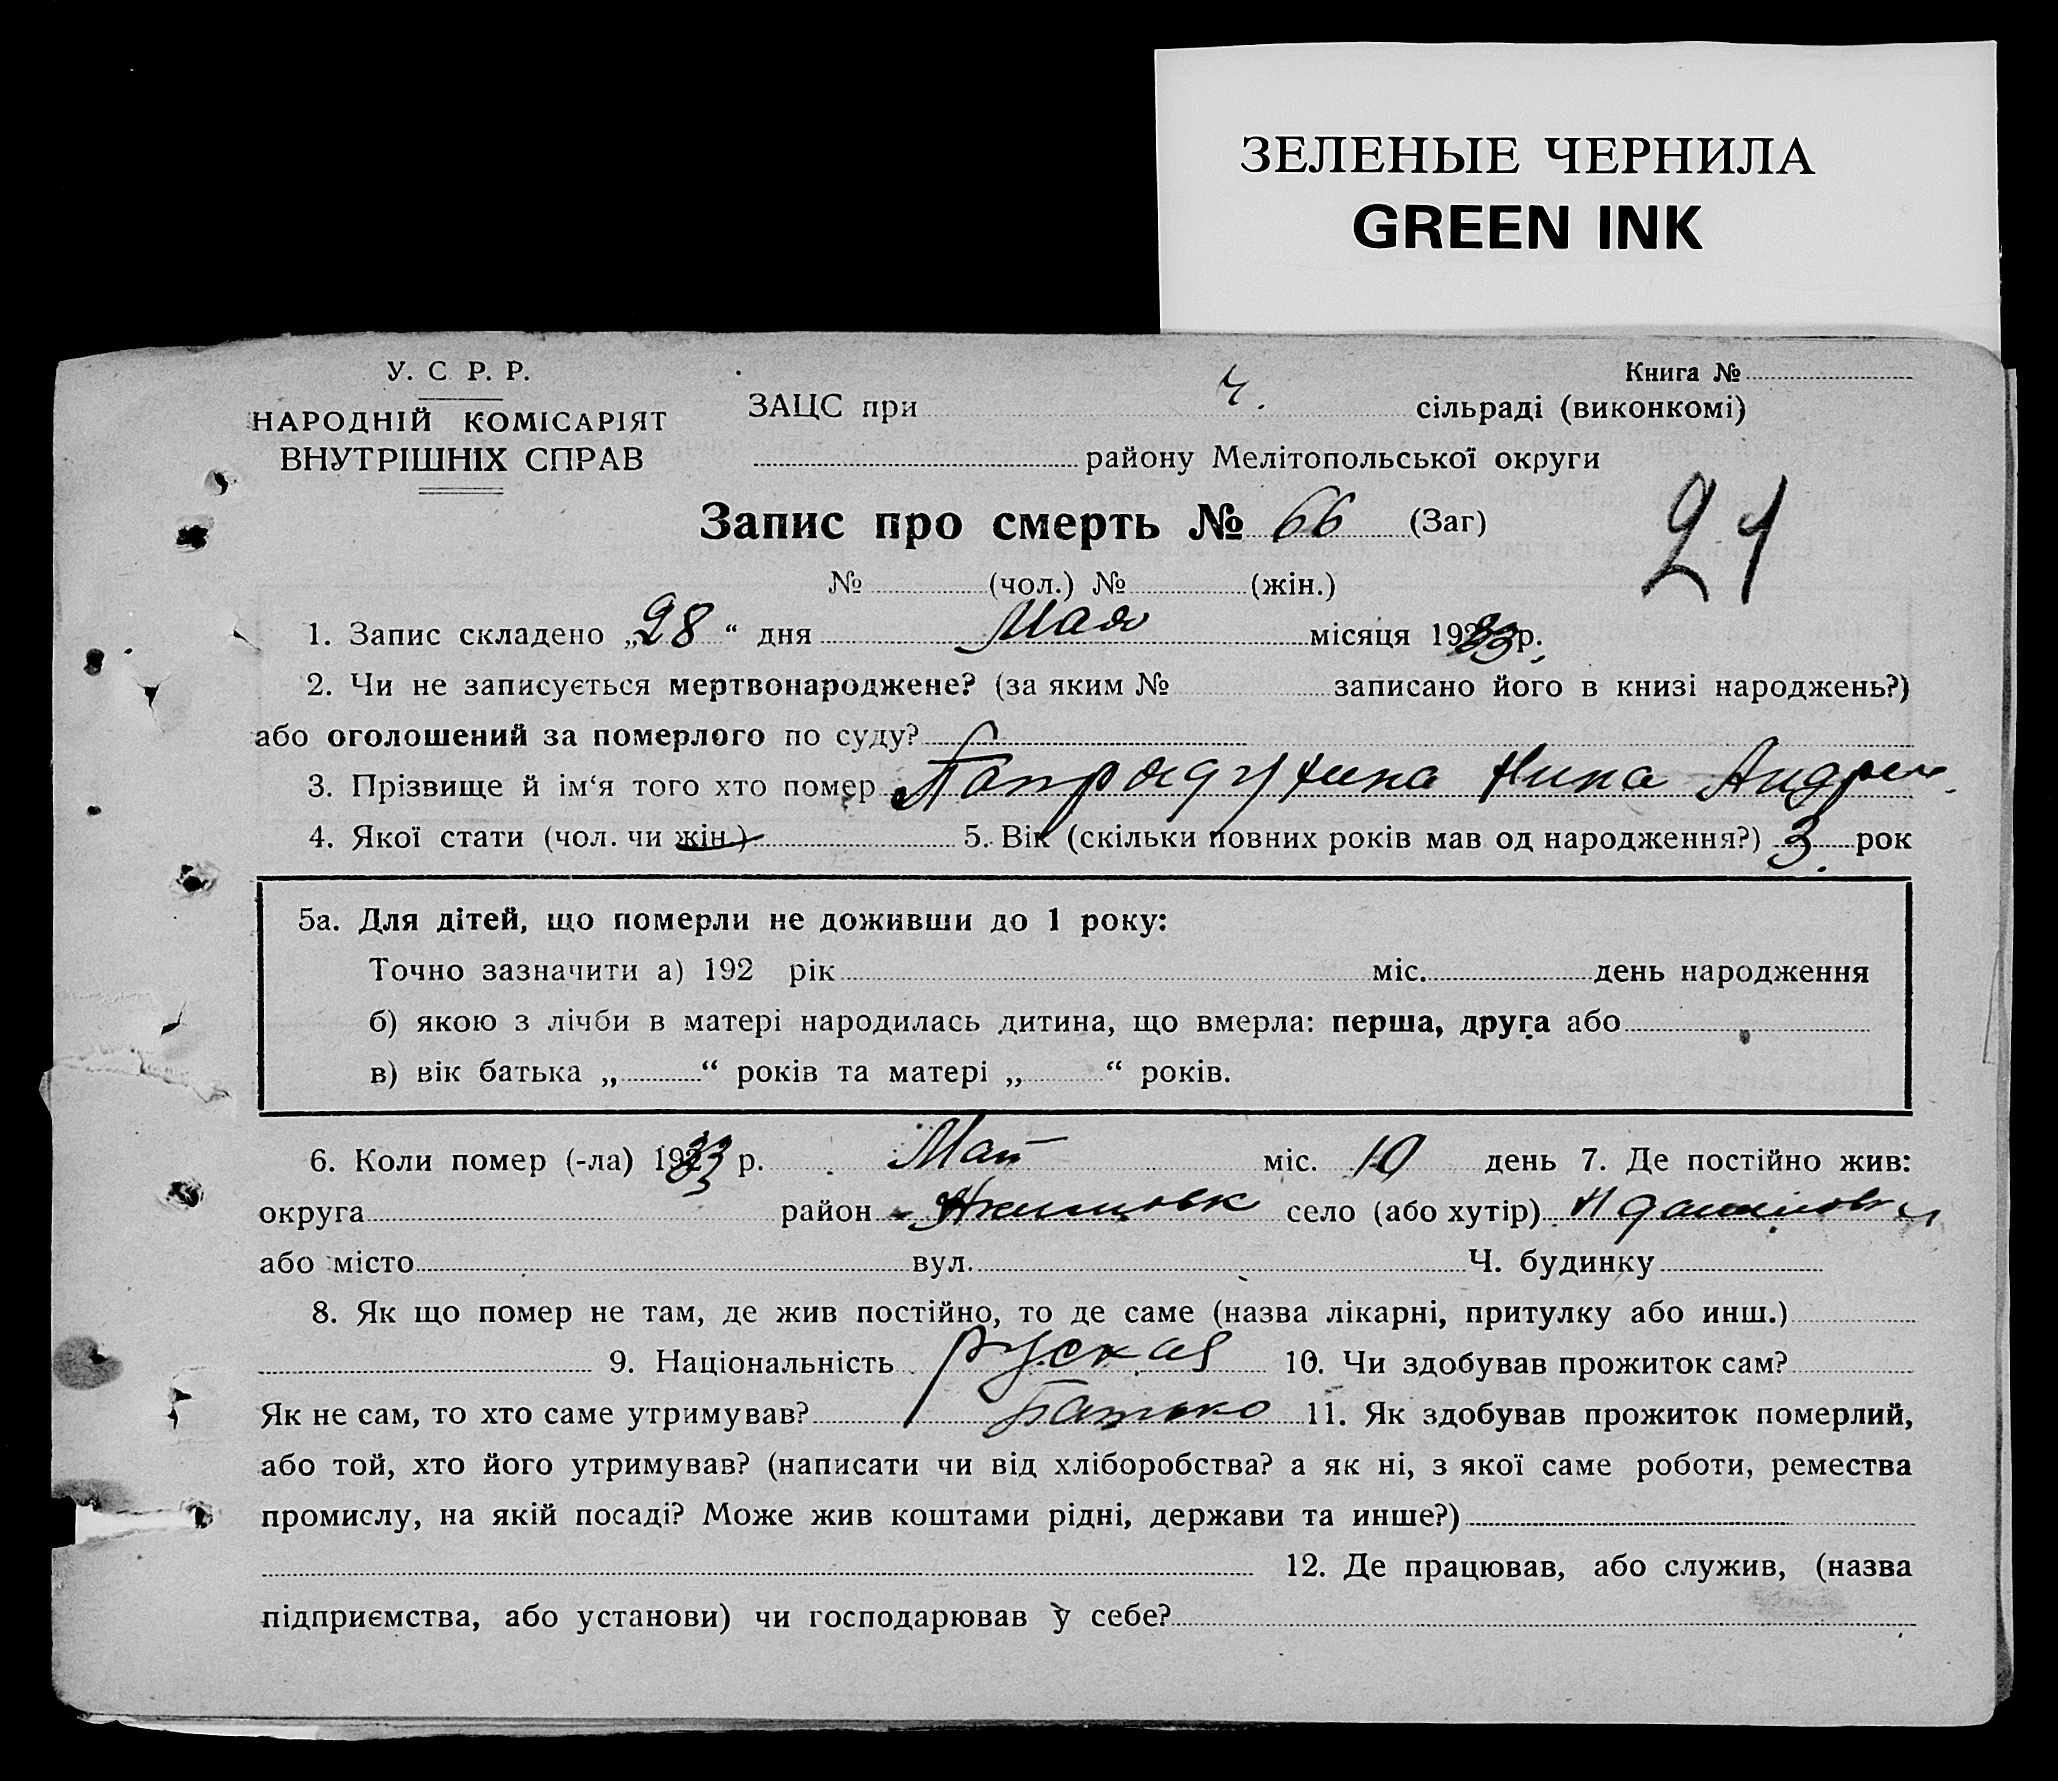 ЗЕЛЕНЫЕ ЧЕРНИЛА
GREEN INK
У. С. Р. Р.
НАРОДНІЙ КОМІСАРІЯТ
ВНУТРІШНІХ СПРАВ
Книга №
ЗАЦС при сільраді (виконкомі)
району Мелітопольської округи
Запис про смерть № 66 (Заг)
21
№ (чол.) № (жін.)
1. Запис складено „28“ дня Мая місяця 1933 р.
2. Чи не записується мертвонароджене? (за яким № записано його в книзі народжень?)
або оголошений за померлого по суду?
3. Прізвище й ім‘я того хто помер Нина Андре
4. Якої стати (чол. чи жін.) 5. Вік (скільки повних років мав од народження?) 3 рок
5а. Для дітей, що померли не доживши до 1 року:
Точно зазначити а) 192 рік міс. день народження
б) якою з лічби в матері народилась дитина, що вмерла: перша, друга або
в) вік батька „ “ років та матері „ “ років.
6. Коли помер (-ла) 1933 р. Май міс. 10 день 7. Де постійно жив:
округа район Якимовк село (або хутір)
або місто вул. Ч. будинку
8. Як що помер не там, де жив постійно, то де саме (назва лікарні, притулку або инш.)
9. Національність руская 10. Чи здобував прожиток сам?
Як не сам, то хто саме утримував? Батько 11. Як здобував прожиток померлий,
або той, хто його утримував? (написати чи від хліборобства? а як ні, з якої саме роботи, ремества
промислу, на якій посаді? Може жив коштами рідні, держави та инше?)
12. Де працював, або служив, (назва
підприємства, або установи) чи господарював у себе?